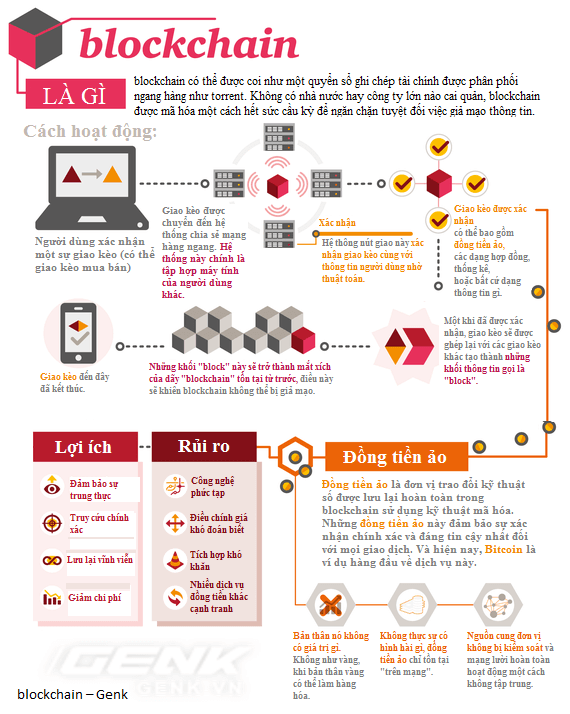 blockchain
LÀ GÌ
blockchain có thể được coi như một quyển sổ ghi chép tài chính được phân phối
ngang hàng như torrent. Không có nhà nước hay công ty lớn nào cai quản, blockchain
được mã hóa một cách hết sức cầu kỳ để ngăn chặn tuyệt đối việc giả mạo thông tin.
Cách hoạt động:
Người dùng xác nhận
một sự giao kèo (có thể
giao kèo mua bán)
Giao kèo được
chuyển đến hệ
thống chia sẻ mạng
hàng ngang. Hệ
thống này chính là
tập hợp máy tính
của người dùng
khác.
Xác nhận
Hệ thống nút giao này xác
nhận giao kèo cùng với
thông tin người dùng nhờ
thuật toán.
Giao kèo được xác
nhận
có thể bao gồm
đồng tiền ảo,
các dạng hợp đồng,
thống kê,
hoặc bất cứ dạng
thông tin gì.
Một khi đã được xác
nhận, giao kèo sẽ được
ghép lại với các giao kèo
khác tạo thành những
khối thông tin gọi là
"block".
Những khối "block" này sẽ trở thành mắt xích
của dãy "blockchain" tồn tại từ trước, điều này
sẽ khiến blockchain không thể bị giả mạo.
Giao kèo đến đây
đã kết thúc.
Lợi ích
Đảm bảo sự
trung thực
Truy cứu chính
xác
Lưu lại vĩnh viễn
Giảm chi phí
Rủi ro
Công nghệ
phức tạp
Điều chỉnh giá
khó đoán biết
Tích hợp khó
khăn
Nhiều dịch vụ
đồng tiền khác
cạnh tranh
Đồng tiền ảo
Đồng tiền ảo là đơn vị trao đổi kỹ thuật
số được lưu lại hoàn toàn trong
blockchain sử dụng kỹ thuật mã hóa.
Những đồng tiền ảo này đảm bảo sự xác
nhận chính xác và đáng tin cậy nhất đối
với mọi giao dịch. Và hiện nay, Bitcoin là
ví dụ hàng đầu về dịch vụ này.
Bản thân nó không
có giá trị gì.
Không như vàng,
khi bản thân vàng
có thể làm hàng
hóa.
Không thực sự có
hình hài gì, đồng
tiền ảo chỉ tồn tại
"trên mạng".
Nguồn cung đơn vị
không bị kiểm soát và
mạng lưới hoàn toàn
hoạt động một cách
không tập trung.
GENK
GENK.VN
blockchain – Genk